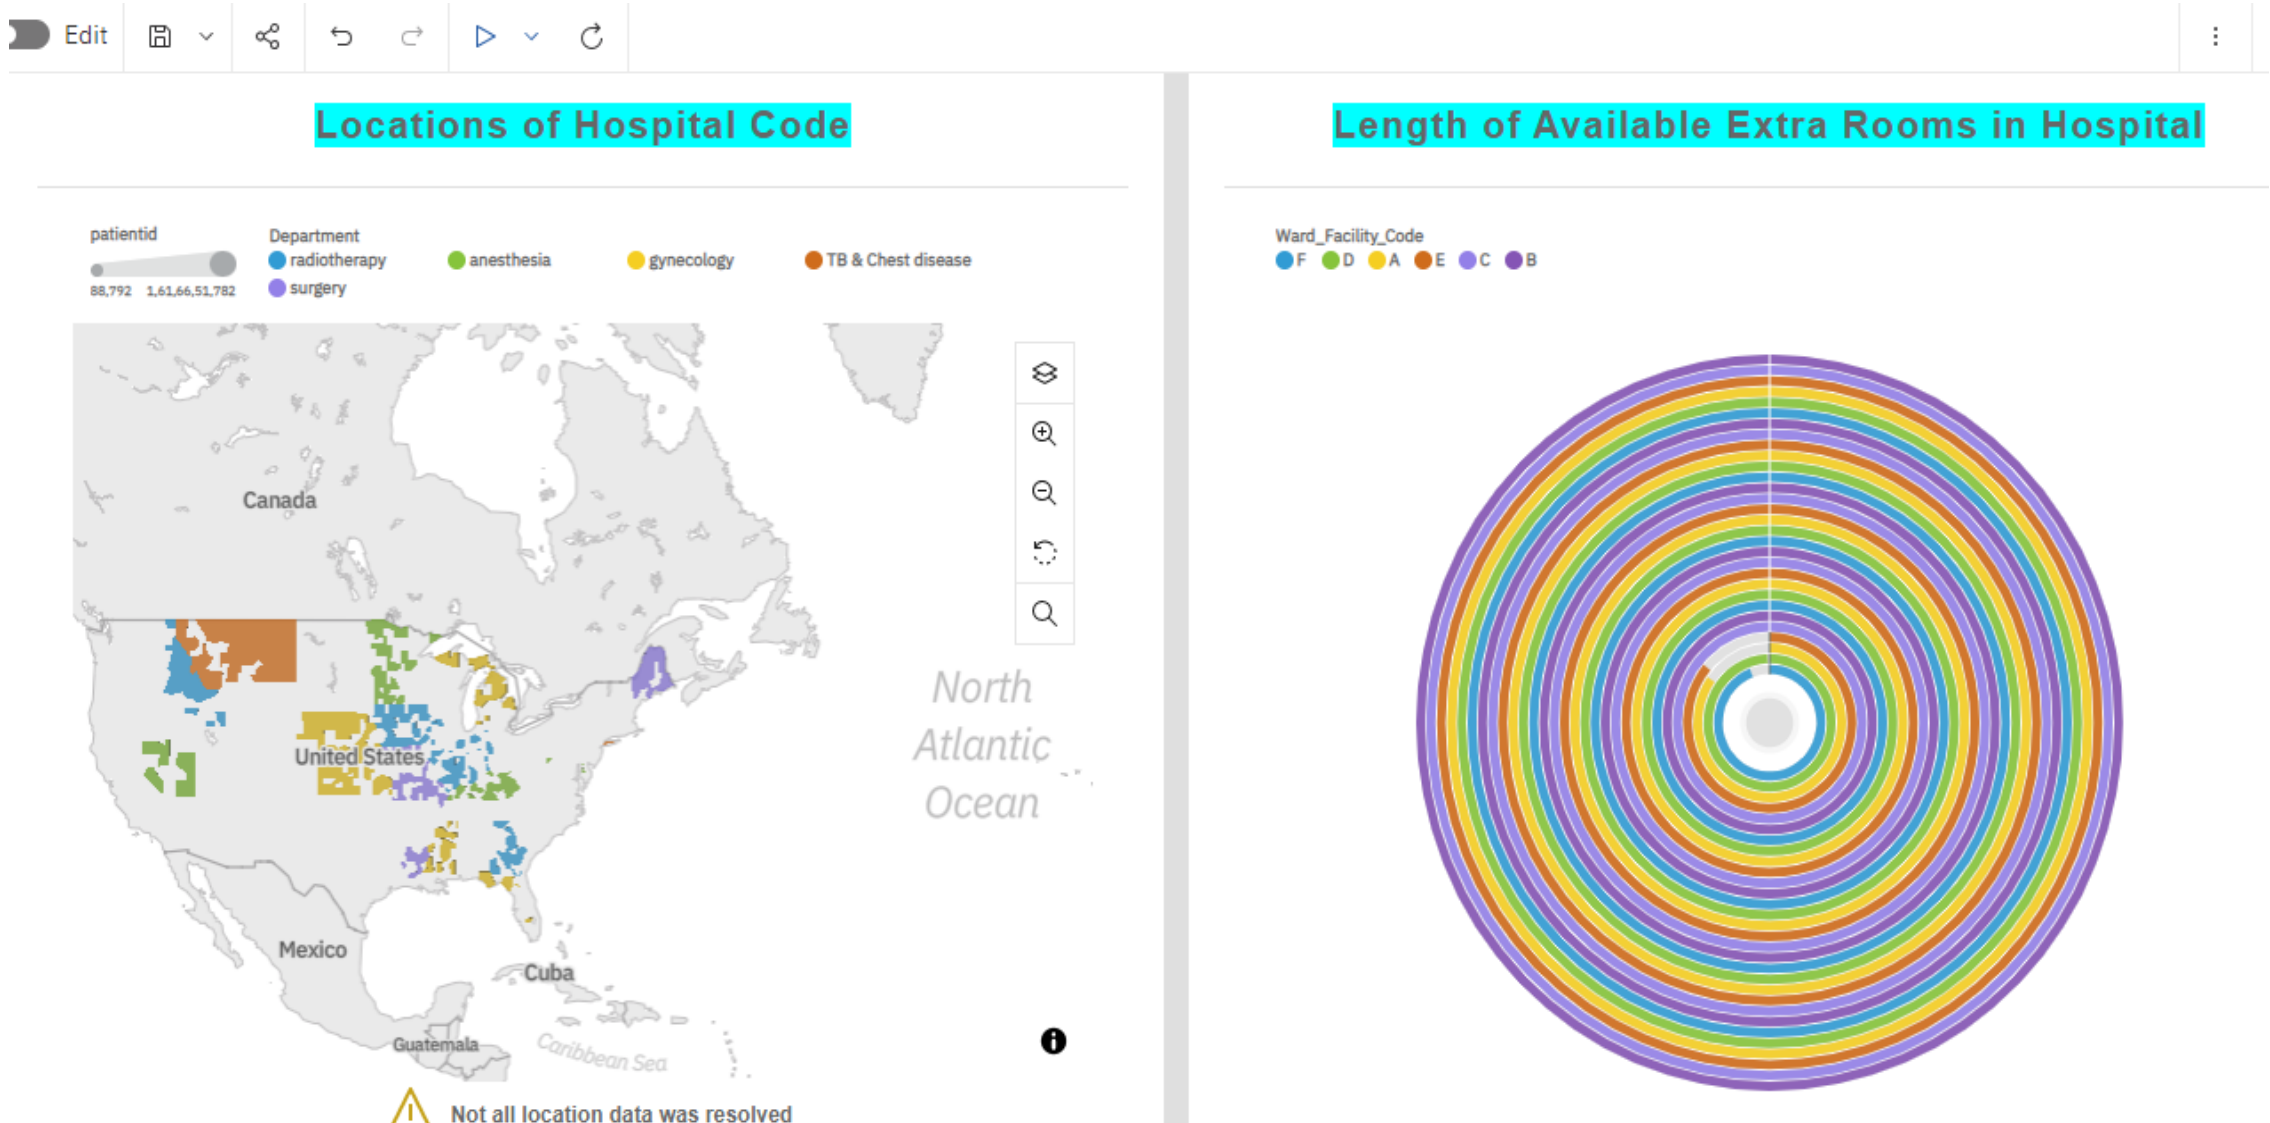 Edit
Locations of Hospital Code
patientid
88,792 1,61,66,51,782
Department
radiotherapy anesthesia gynecology TB & Chest disease
surgery
Canada
United States
Mexico
Cuba
Guatemala
Caribbean Sea
North
Atlantic
Ocean
Not all location data was resolved
Length of Available Extra Rooms in Hospital
Ward_Facility_Code
F D A E C B